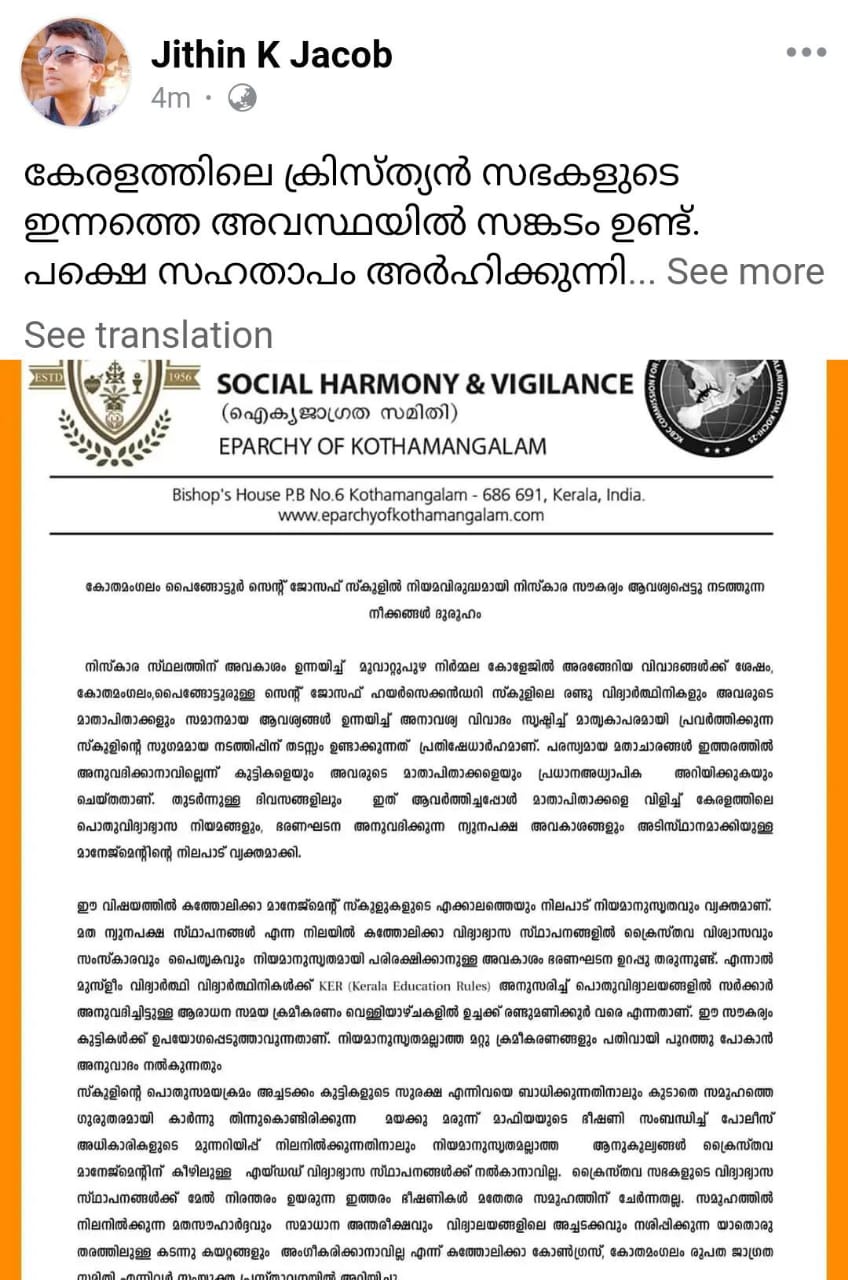 Jithin K Jacob
4m ·
കേരളത്തിലെ ക്രിസ്ത്യൻ സഭകളുടെ
ഇന്നത്തെ അവസ്ഥയിൽ സങ്കടം ഉണ്ട്.
പക്ഷെ സഹതാപം അർഹിക്കുന്നി... See more
See translation
ESTD 1956
SOCIAL HARMONY & VIGILANCE
(ഐക്യജാഗ്രത സമിതി)
EPARCHY OF KOTHAMANGALAM
KCBC COMMISSION FOR
PALARIVATTOM, KOCHI-25
Bishop's House P.B No.6 Kothamangalam - 686 691, Kerala, India.
www.eparchyofkothamangalam.com
കോതമംഗലം പൈങ്ങോട്ടൂർ സെന്റ് ജോസഫ് സ്കൂളിൽ നിയമവിരുദ്ധമായി നിസ്കാര സൗകര്യം ആവശ്യപ്പെട്ടു നടത്തുന്ന
നീക്കങ്ങൾ ദുരൂഹം
നിസ്കാര സ്ഥലത്തിന് അവകാശം ഉന്നയിച്ച് മൂവാറ്റുപുഴ നിർമ്മല കോളേജിൽ അരങ്ങേറിയ വിവാദങ്ങൾക്ക് ശേഷം,
കോതമംഗലം,പൈങ്ങോട്ടൂരുള്ള സെന്റ് ജോസഫ് ഹയർസെക്കൻഡറി സ്കൂളിലെ രണ്ടു വിദ്യാർത്ഥിനികളും അവരുടെ
മാതാപിതാക്കളും സമാനമായ ആവശ്യങ്ങൾ ഉന്നയിച്ച് അനാവശ്യ വിവാദം സൃഷ്ടിച്ച് മാതൃകാപരമായി പ്രവർത്തിക്കുന്ന
സ്കൂളിന്റെ സുഗമമായ നടത്തിപ്പിന് തടസ്സം ഉണ്ടാക്കുന്നത് പ്രതിഷേധാർഹമാണ്. പരസ്യമായ മതാചാരങ്ങൾ ഇത്തരത്തിൽ
അനുവദിക്കാനാവില്ലെന്ന് കുട്ടികളെയും അവരുടെ മാതാപിതാക്കളെയും പ്രധാനഅധ്യാപിക അറിയിക്കുകയും
ചെയ്തതാണ്. തുടർന്നുള്ള ദിവസങ്ങളിലും ഇത് ആവർത്തിച്ചപ്പോൾ മാതാപിതാക്കളെ വിളിച്ച് കേരളത്തിലെ
പൊതുവിദ്യാഭ്യാസ നിയമങ്ങളും, ഭരണഘടന അനുവദിക്കുന്ന ന്യൂനപക്ഷ അവകാശങ്ങളും അടിസ്ഥാനമാക്കിയുള്ള
മാനേജ്മെന്റിന്റെ നിലപാട് വ്യക്തമാക്കി.
ഈ വിഷയത്തിൽ കത്തോലിക്കാ മാനേജ്മെന്റ് സ്കൂളുകളുടെ എക്കാലത്തെയും നിലപാട് നിയമാനുസൃതവും വ്യക്തമാണ്.
മത ന്യൂനപക്ഷ സ്ഥാപനങ്ങൾ എന്ന നിലയിൽ കത്തോലിക്കാ വിദ്യാഭ്യാസ സ്ഥാപനങ്ങളിൽ ക്രൈസ്തവ വിശ്വാസവും
സംസ്കാരവും പൈതൃകവും നിയമാനുസൃതമായി പരിരക്ഷിക്കാനുള്ള അവകാശം ഭരണഘടന ഉറപ്പു തരുന്നുണ്ട്. എന്നാൽ
മുസ്ളീം വിദ്യാർത്ഥി വിദ്യാർത്ഥിനികൾക്ക് KER (Kerala Education Rules) അനുസരിച്ച് പൊതുവിദ്യാലയങ്ങളിൽ സർക്കാർ
അനുവദിച്ചിട്ടുള്ള ആരാധന സമയ ക്രമീകരണം വെള്ളിയാഴ്ചകളിൽ ഉച്ചക്ക് രണ്ടുമണിക്കൂർ വരെ എന്നതാണ്. ഈ സൗകര്യം
കുട്ടികൾക്ക് ഉപയോഗപ്പെടുത്താവുന്നതാണ്. നിയമാനുസൃതമല്ലാത്ത മറ്റു ക്രമീകരണങ്ങളും പതിവായി പുറത്തു പോകാൻ
അനുവാദം നൽകുന്നതും
സ്കൂളിന്റെ പൊതുസമയക്രമം അച്ചടക്കം കുട്ടികളുടെ സുരക്ഷ എന്നിവയെ ബാധിക്കുന്നതിനാലും കൂടാതെ സമൂഹത്തെ
ഗുരുതരമായി കാർന്നു തിന്നുകൊണ്ടിരിക്കുന്ന മയക്കു മരുന്ന് മാഫിയയുടെ ഭീഷണി സംബന്ധിച്ച് പോലീസ്
അധികാരികളുടെ മുന്നറിയിപ്പ് നിലനിൽക്കുന്നതിനാലും നിയമാനുസൃതമല്ലാത്ത ആനുകൂല്യങ്ങൾ ക്രൈസ്തവ
മാനേജ്മെന്റിന് കീഴിലുള്ള എയ്ഡഡ് വിദ്യാഭ്യാസ സ്ഥാപനങ്ങൾക്ക് നൽകാനാവില്ല. ക്രൈസ്തവ സഭകളുടെ വിദ്യാഭ്യാസ
സ്ഥാപനങ്ങൾക്ക് മേൽ നിരന്തരം ഉയരുന്ന ഇത്തരം ഭീഷണികൾ മതേതര സമൂഹത്തിന് ചേർന്നതല്ല. സമൂഹത്തിൽ
നിലനിൽക്കുന്ന മതസൗഹാർദ്ദവും സമാധാന അന്തരീക്ഷവും വിദ്യാലയങ്ങളിലെ അച്ചടക്കവും നശിപ്പിക്കുന്ന യാതൊരു
തരത്തിലുള്ള കടന്നു കയറ്റങ്ങളും അംഗീകരിക്കാനാവില്ല എന്ന് കത്തോലിക്കാ കോൺഗ്രസ്, കോതമംഗലം രൂപത ജാഗ്രത
സമിതി എന്നിവർ സംയുക്ത പ്രസ്താവനയിൽ അറിയിച്ചു.